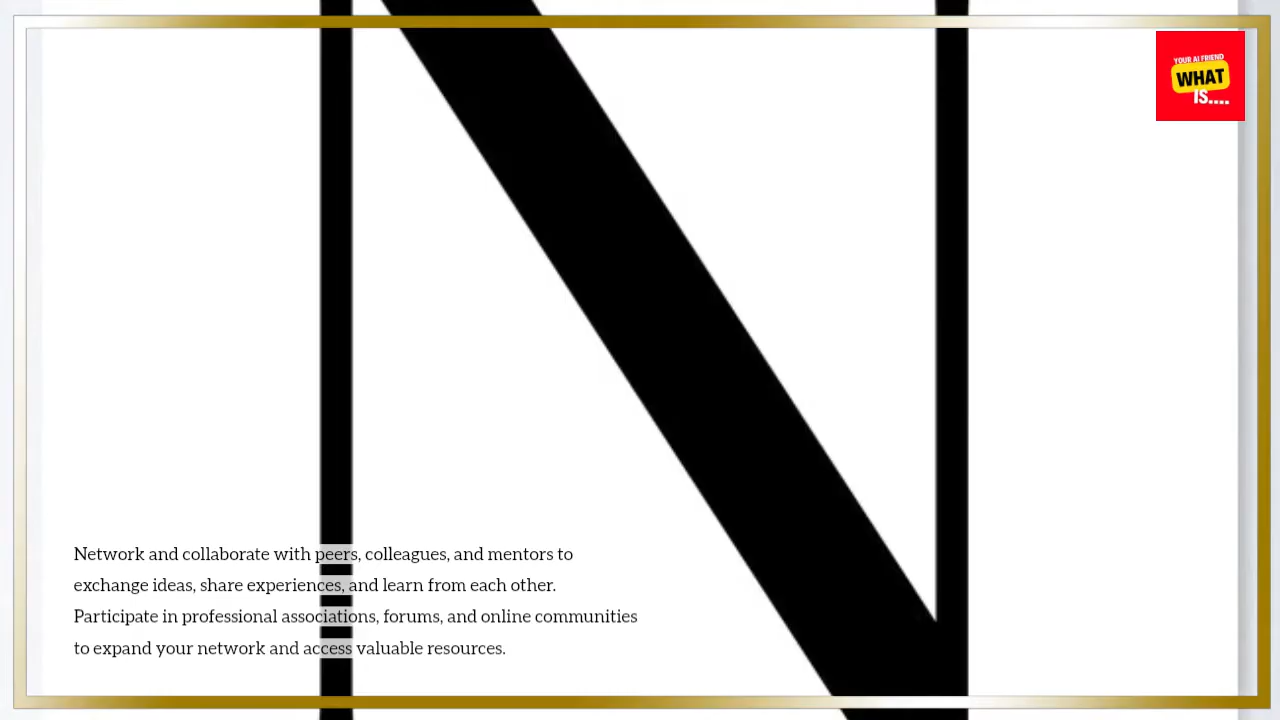 YOUR AI FRIEND
WHAT
IS....
N
Network and collaborate with peers, colleagues, and mentors to
exchange ideas, share experiences, and learn from each other.
Participate in professional associations, forums, and online communities
to expand your network and access valuable resources.